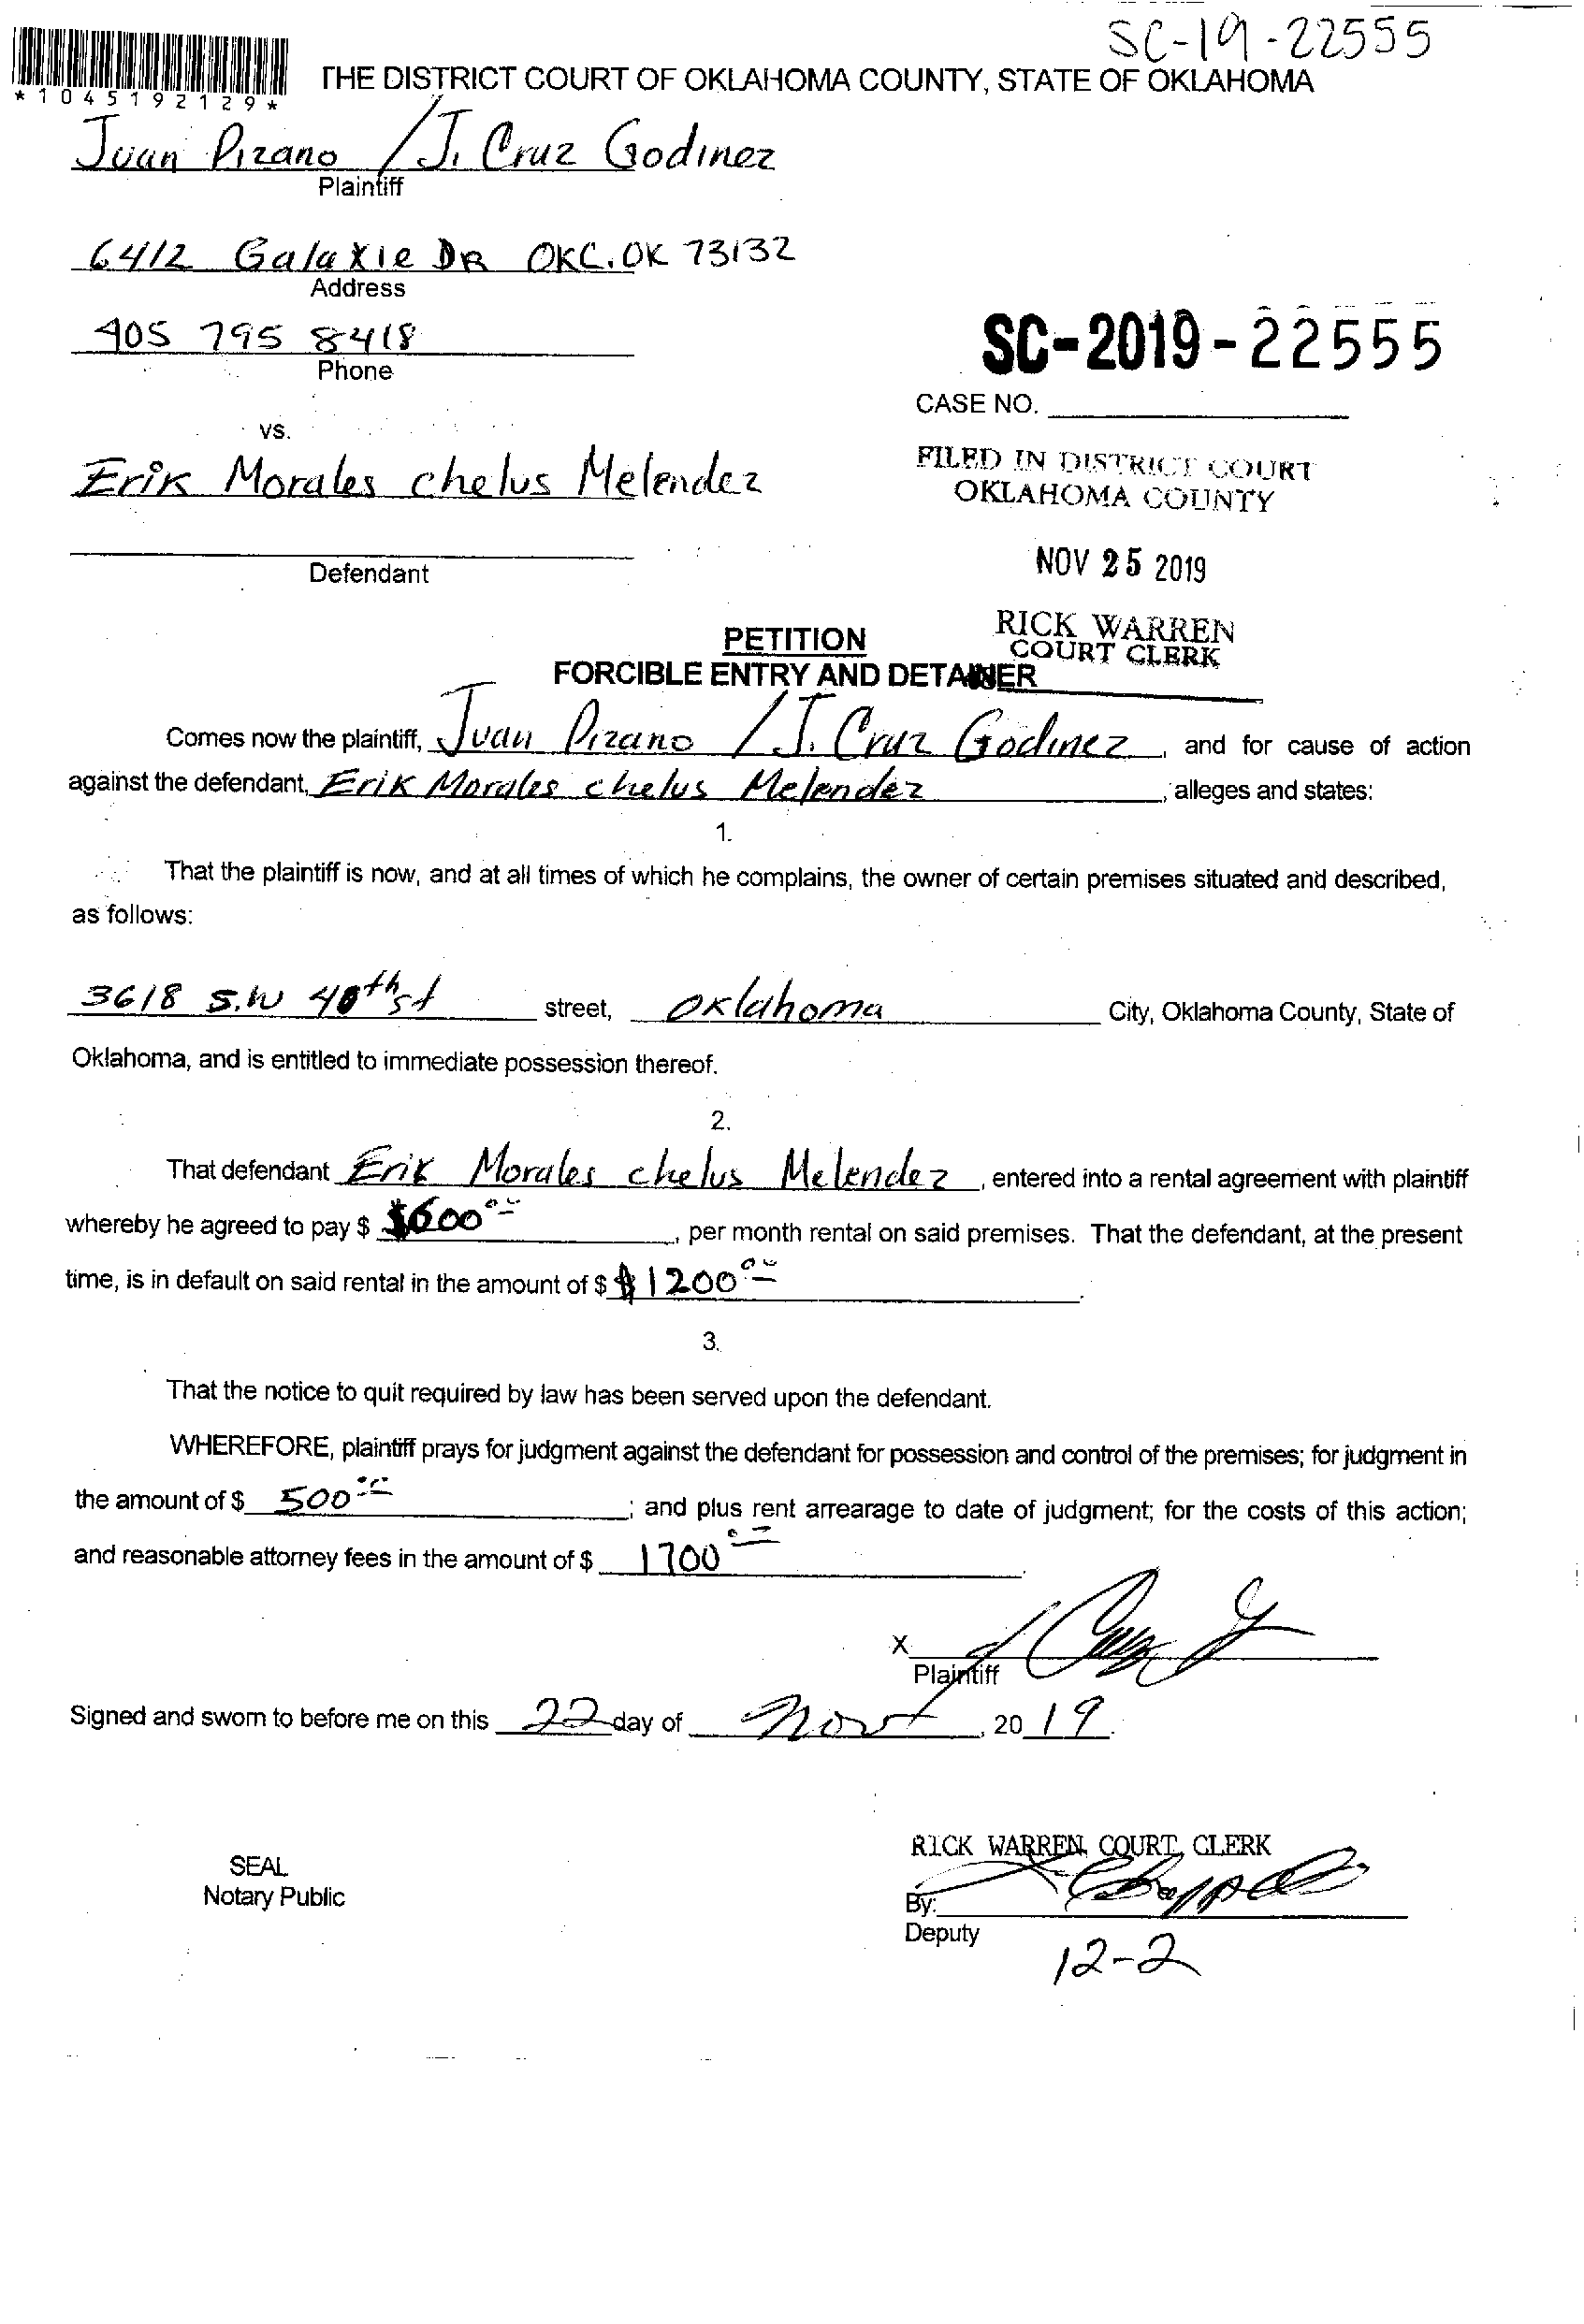 SC-19-22555
*1045192129*
THE DISTRICT COURT OF OKLAHOMA COUNTY, STATE OF OKLAHOMA
Juan Pizano / J. Cruz Godinez
Plaintiff
6412 Galaxie DR OKC. OK 73132
Address
405 795 8418
Phone
SC-2019-22555
CASE NO.
vs.
Erik Morales chelus Melendez
FILED IN DISTRICT COURT
OKLAHOMA COUNTY
Defendant
NOV 25 2019
RICK WARREN
COURT CLERK
PETITION
FORCIBLE ENTRY AND DETAINER
Comes now the plaintiff, Juan Pizano / J. Cruz Godinez, and for cause of action
against the defendant, Erik Morales chelus Melendez, alleges and states:
1.
That the plaintiff is now, and at all times of which he complains, the owner of certain premises situated and described,
as follows:
3618 S.W 40th st street, Oklahoma City, Oklahoma County, State of
Oklahoma, and is entitled to immediate possession thereof.
2.
That defendant Erik Morales chelus Melendez, entered into a rental agreement with plaintiff
whereby he agreed to pay $ $600.00, per month rental on said premises. That the defendant, at the present
time, is in default on said rental in the amount of $ $1200.00.
3.
That the notice to quit required by law has been served upon the defendant.
WHEREFORE, plaintiff prays for judgment against the defendant for possession and control of the premises; for judgment in
the amount of $ 500.00; and plus rent arrearage to date of judgment; for the costs of this action;
and reasonable attorney fees in the amount of $ 1700.00.
X
Plaintiff
Signed and sworn to before me on this 22 day of Nov, 2019.
RICK WARREN, COURT CLERK
SEAL
Notary Public
By:
Deputy
12-2